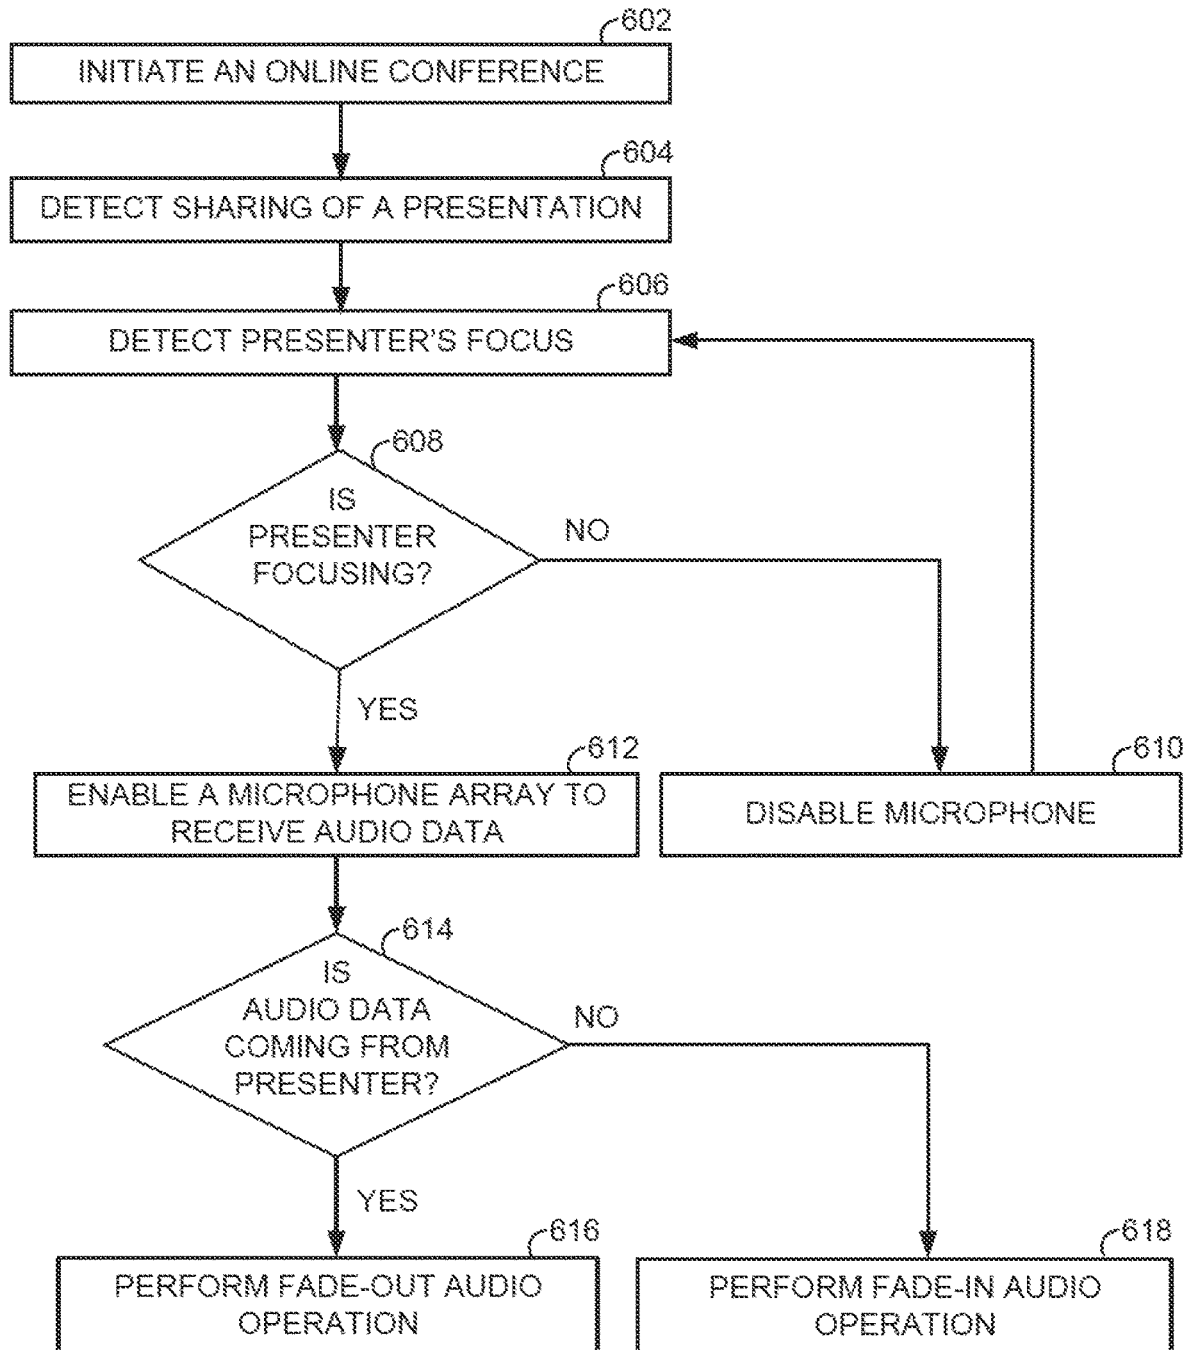 602
INITIATE AN ONLINE CONFERENCE
604
DETECT SHARING OF A PRESENTATION
606
DETECT PRESENTER'S FOCUS
608
IS
PRESENTER
FOCUSING?
NO
YES
612
ENABLE A MICROPHONE ARRAY TO
RECEIVE AUDIO DATA
610
DISABLE MICROPHONE
614
IS
AUDIO DATA
COMING FROM
PRESENTER?
NO
YES
616
PERFORM FADE-OUT AUDIO
OPERATION
618
PERFORM FADE-IN AUDIO
OPERATION